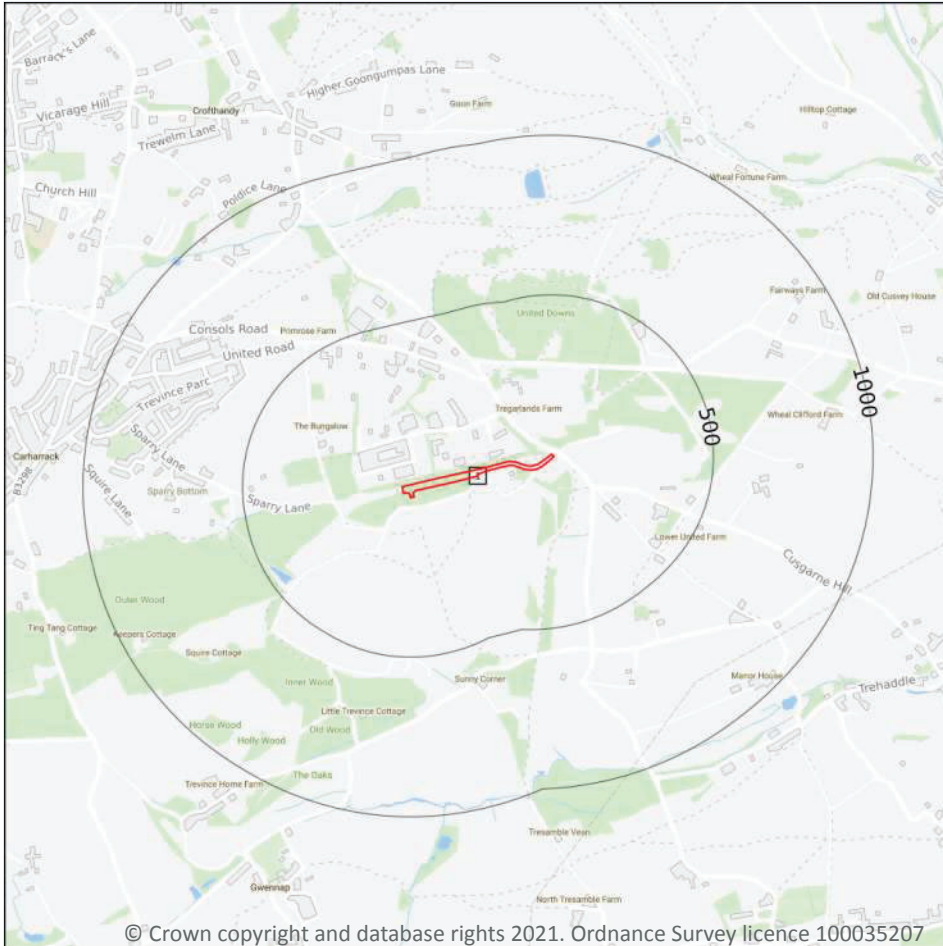 Barrack's Lane
Higher Goongumpas Lane
Vicarage Hill
Crofthandy
Goon Farm
Hilltop Cottage
Trewelm Lane
Church Hill
Poldice Lane
Wheal Fortune Farm
Fairways Farm
Old Cusvey House
United Downs
Consols Road
Primrose Farm
United Road
Trevince Parc
1000
Tregarlands Farm
500
Wheal Clifford Farm
The Bungalow
Carharrack
B3298
Sparry Lane
Squire Lane
Sparry Bottom
1
Sparry Lane
Lower United Farm
Cusgarne Hill
Outer Wood
Ting Tang Cottage
Keepers Cottage
Squire Cottage
Inner Wood
Sunny Corner
Manor House
Trehaddle
Little Trevince Cottage
Horse Wood
Old Wood
Holly Wood
The Oaks
Trevince Home Farm
Tresamble Vean
Gwennap
North Tresamble Farm
© Crown copyright and database rights 2021. Ordnance Survey licence 100035207